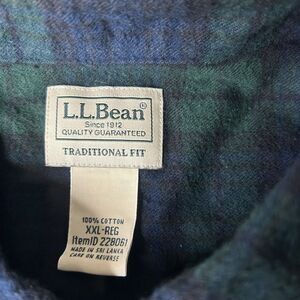 L.L.Bean®
Since 1912
QUALITY GUARANTEED
TRADITIONAL FIT
100% COTTON
XXL-REG
ItemID 228061
MADE IN SRI LANKA
CARE ON REVERSE